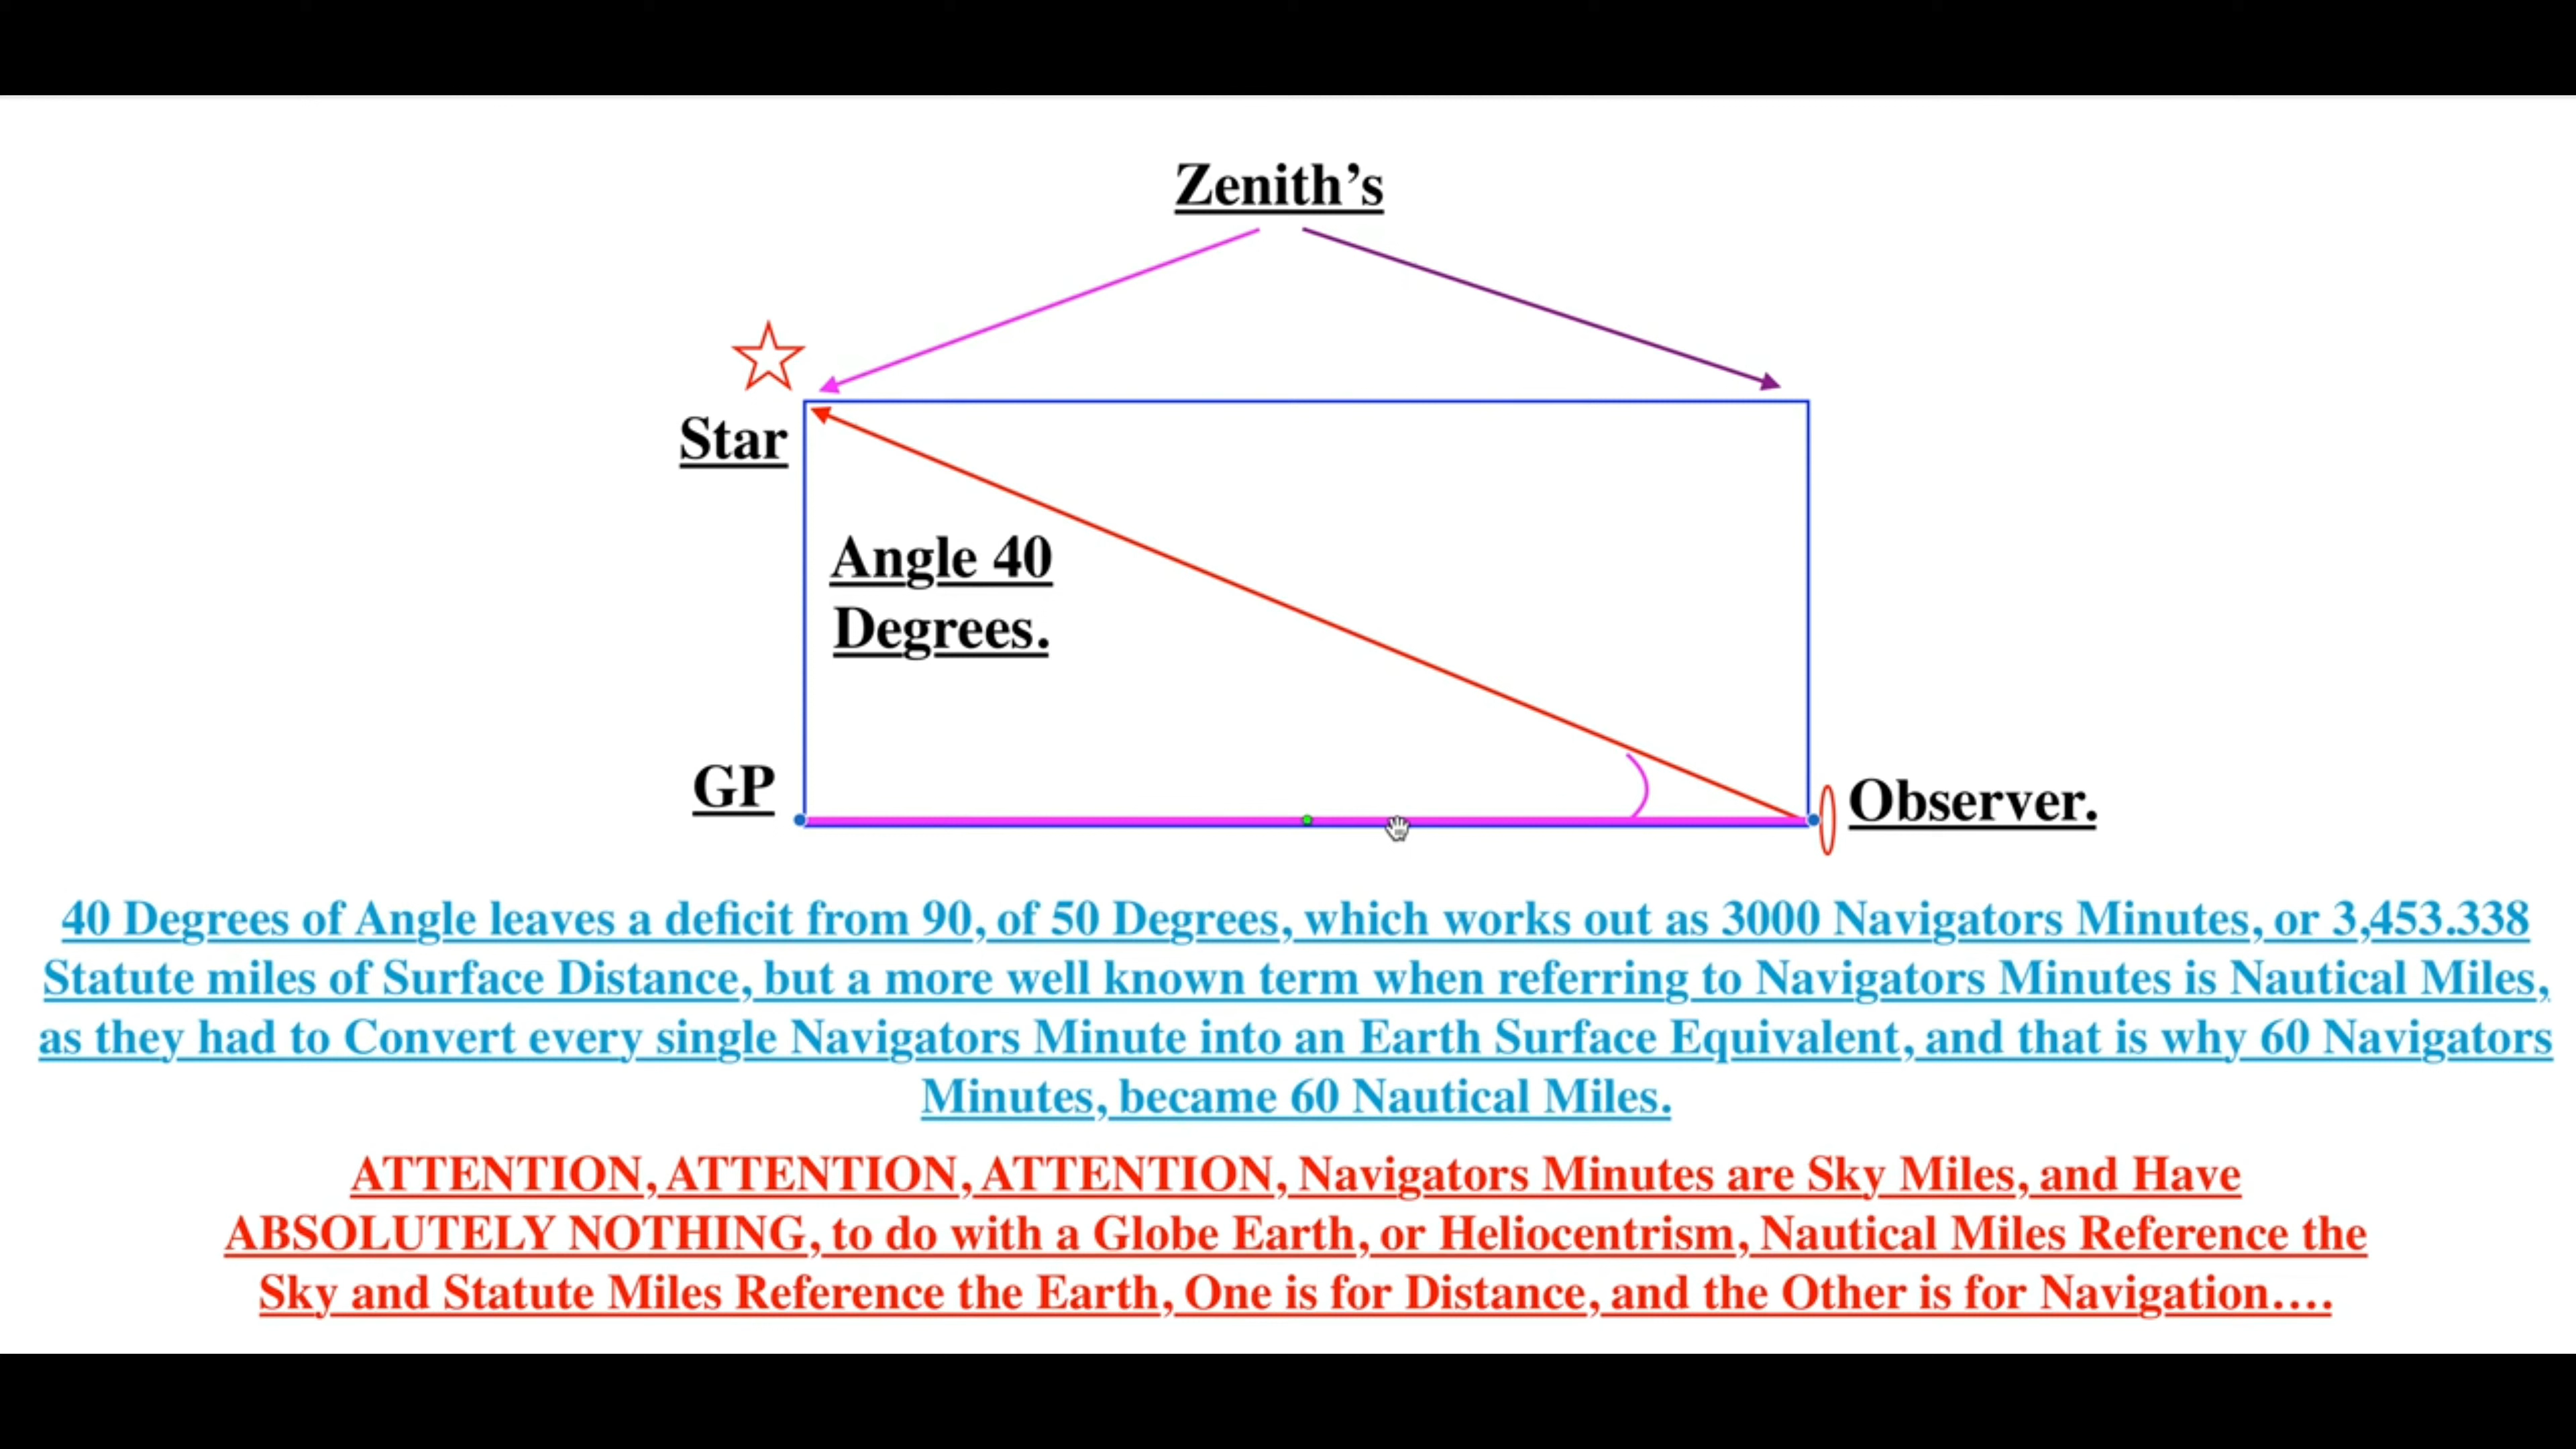 Zenith’s
Star
Angle 40
Degrees.
GP
Observer.
40 Degrees of Angle leaves a deficit from 90, of 50 Degrees, which works out as 3000 Navigators Minutes, or 3,453.338
Statute miles of Surface Distance, but a more well known term when referring to Navigators Minutes is Nautical Miles,
as they had to Convert every single Navigators Minute into an Earth Surface Equivalent, and that is why 60 Navigators
Minutes, became 60 Nautical Miles.
ATTENTION, ATTENTION, ATTENTION, Navigators Minutes are Sky Miles, and Have
ABSOLUTELY NOTHING, to do with a Globe Earth, or Heliocentrism, Nautical Miles Reference the
Sky and Statute Miles Reference the Earth, One is for Distance, and the Other is for Navigation....